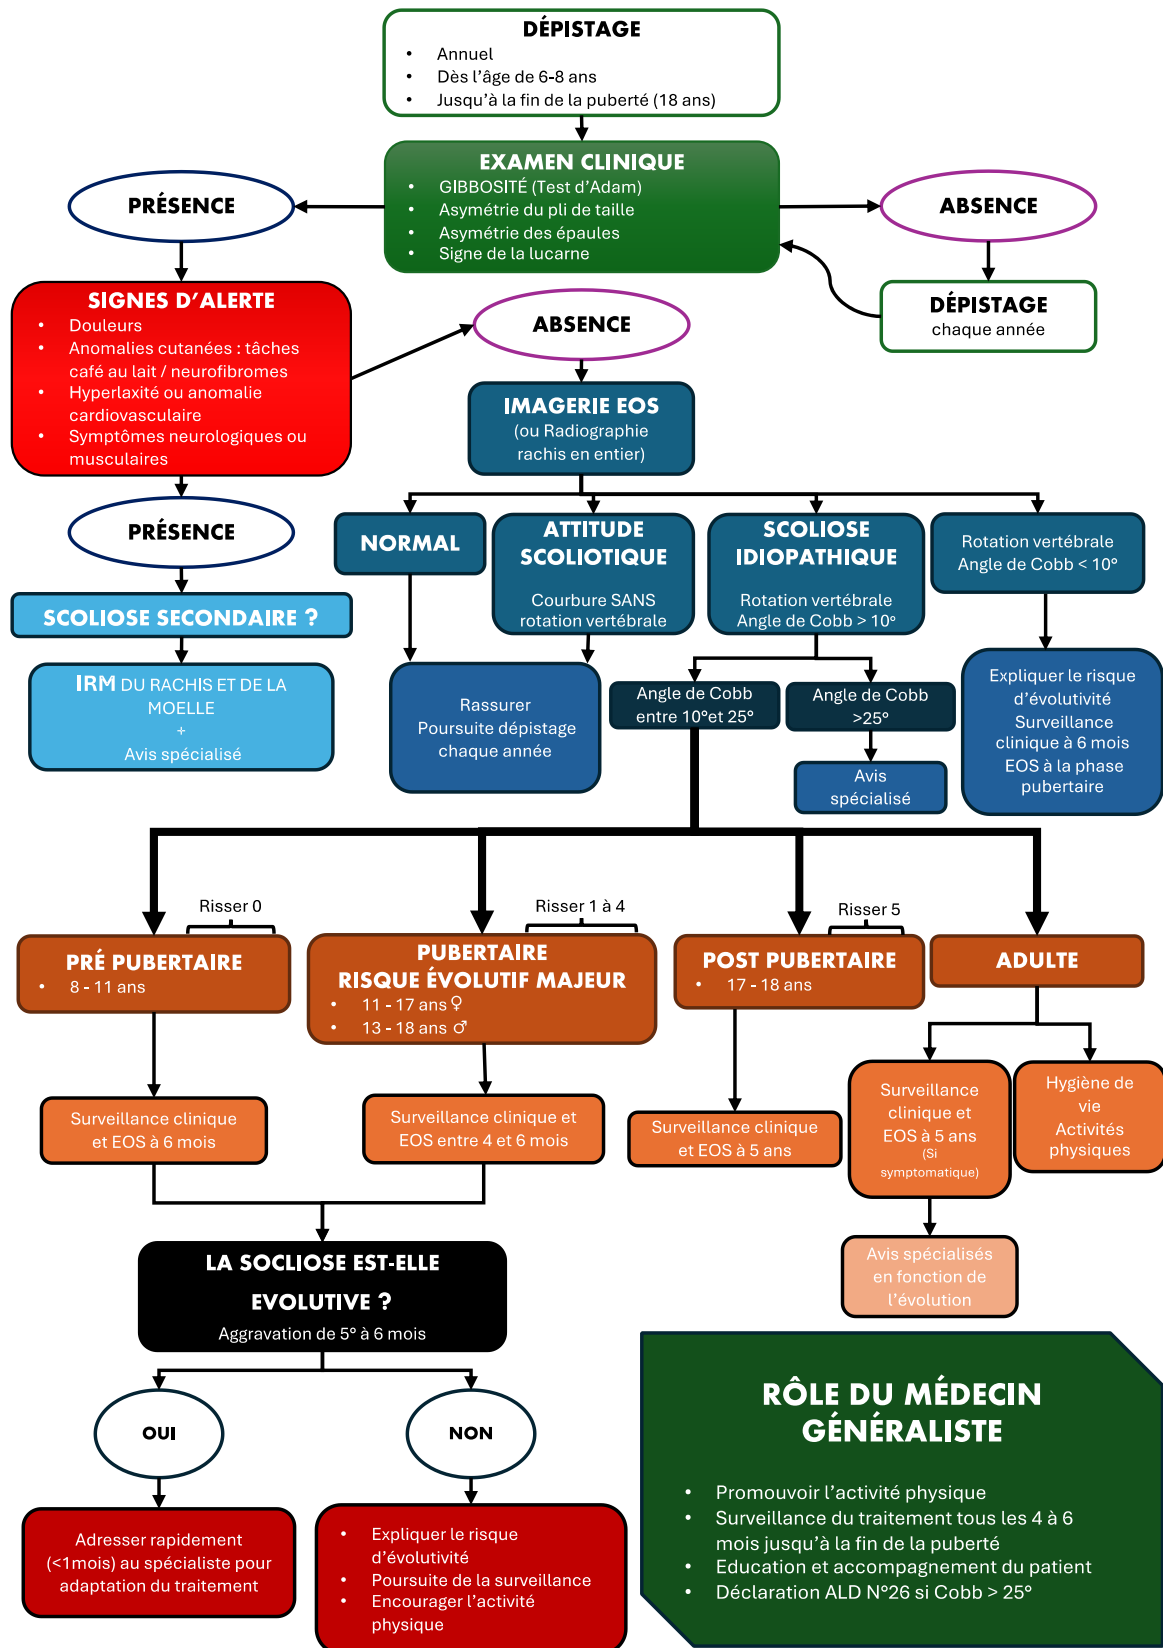 DÉPISTAGE
• Annuel
• Dès l'âge de 6-8 ans
• Jusqu'à la fin de la puberté (18 ans)
EXAMEN CLINIQUE
• GIBBOSITÉ (Test d'Adam)
• Asymétrie du pli de taille
• Asymétrie des épaules
• Signe de la lucarne
PRÉSENCE
ABSENCE
DÉPISTAGE
chaque année
SIGNES D'ALERTE
• Douleurs
• Anomalies cutanées : tâches
café au lait / neurofibromes
• Hyperlaxité ou anomalie
cardiovasculaire
• Symptômes neurologiques ou
musculaires
ABSENCE
IMAGERIE EOS
(ou Radiographie
rachis en entier)
PRÉSENCE
SCOLIOSE SECONDAIRE ?
IRM DU RACHIS ET DE LA
MOELLE
+
Avis spécialisé
NORMAL
ATTITUDE
SCOLIOTIQUE
Courbure SANS
rotation vertébrale
SCOLIOSE
IDIOPATHIQUE
Rotation vertébrale
Angle de Cobb > 10°
Rotation vertébrale
Angle de Cobb < 10°
Rassurer
Poursuite dépistage
chaque année
Angle de Cobb
entre 10°et 25°
Angle de Cobb
>25°
Avis
spécialisé
Expliquer le risque
d'évolutivité
Surveillance
clinique à 6 mois
EOS à la phase
pubertaire
Risser 0
PRÉ PUBERTAIRE
• 8 - 11 ans
Risser 1 à 4
PUBERTAIRE
RISQUE ÉVOLUTIF MAJEUR
• 11 - 17 ans ♀
• 13 - 18 ans ♂
Risser 5
POST PUBERTAIRE
• 17 - 18 ans
ADULTE
Surveillance clinique
et EOS à 6 mois
Surveillance clinique et
EOS entre 4 et 6 mois
Surveillance clinique
et EOS à 5 ans
Surveillance
clinique et
EOS à 5 ans
(Si
symptomatique)
Hygiène de
vie
Activités
physiques
Avis spécialisés
en fonction de
l'évolution
LA SOCLIOSE EST-ELLE
EVOLUTIVE ?
Aggravation de 5° à 6 mois
OUI
NON
Adresser rapidement
(<1mois) au spécialiste pour
adaptation du traitement
• Expliquer le risque
d'évolutivité
• Poursuite de la surveillance
• Encourager l'activité
physique
RÔLE DU MÉDECIN
GÉNÉRALISTE
• Promouvoir l'activité physique
• Surveillance du traitement tous les 4 à 6
mois jusqu'à la fin de la puberté
• Education et accompagnement du patient
• Déclaration ALD N°26 si Cobb > 25°